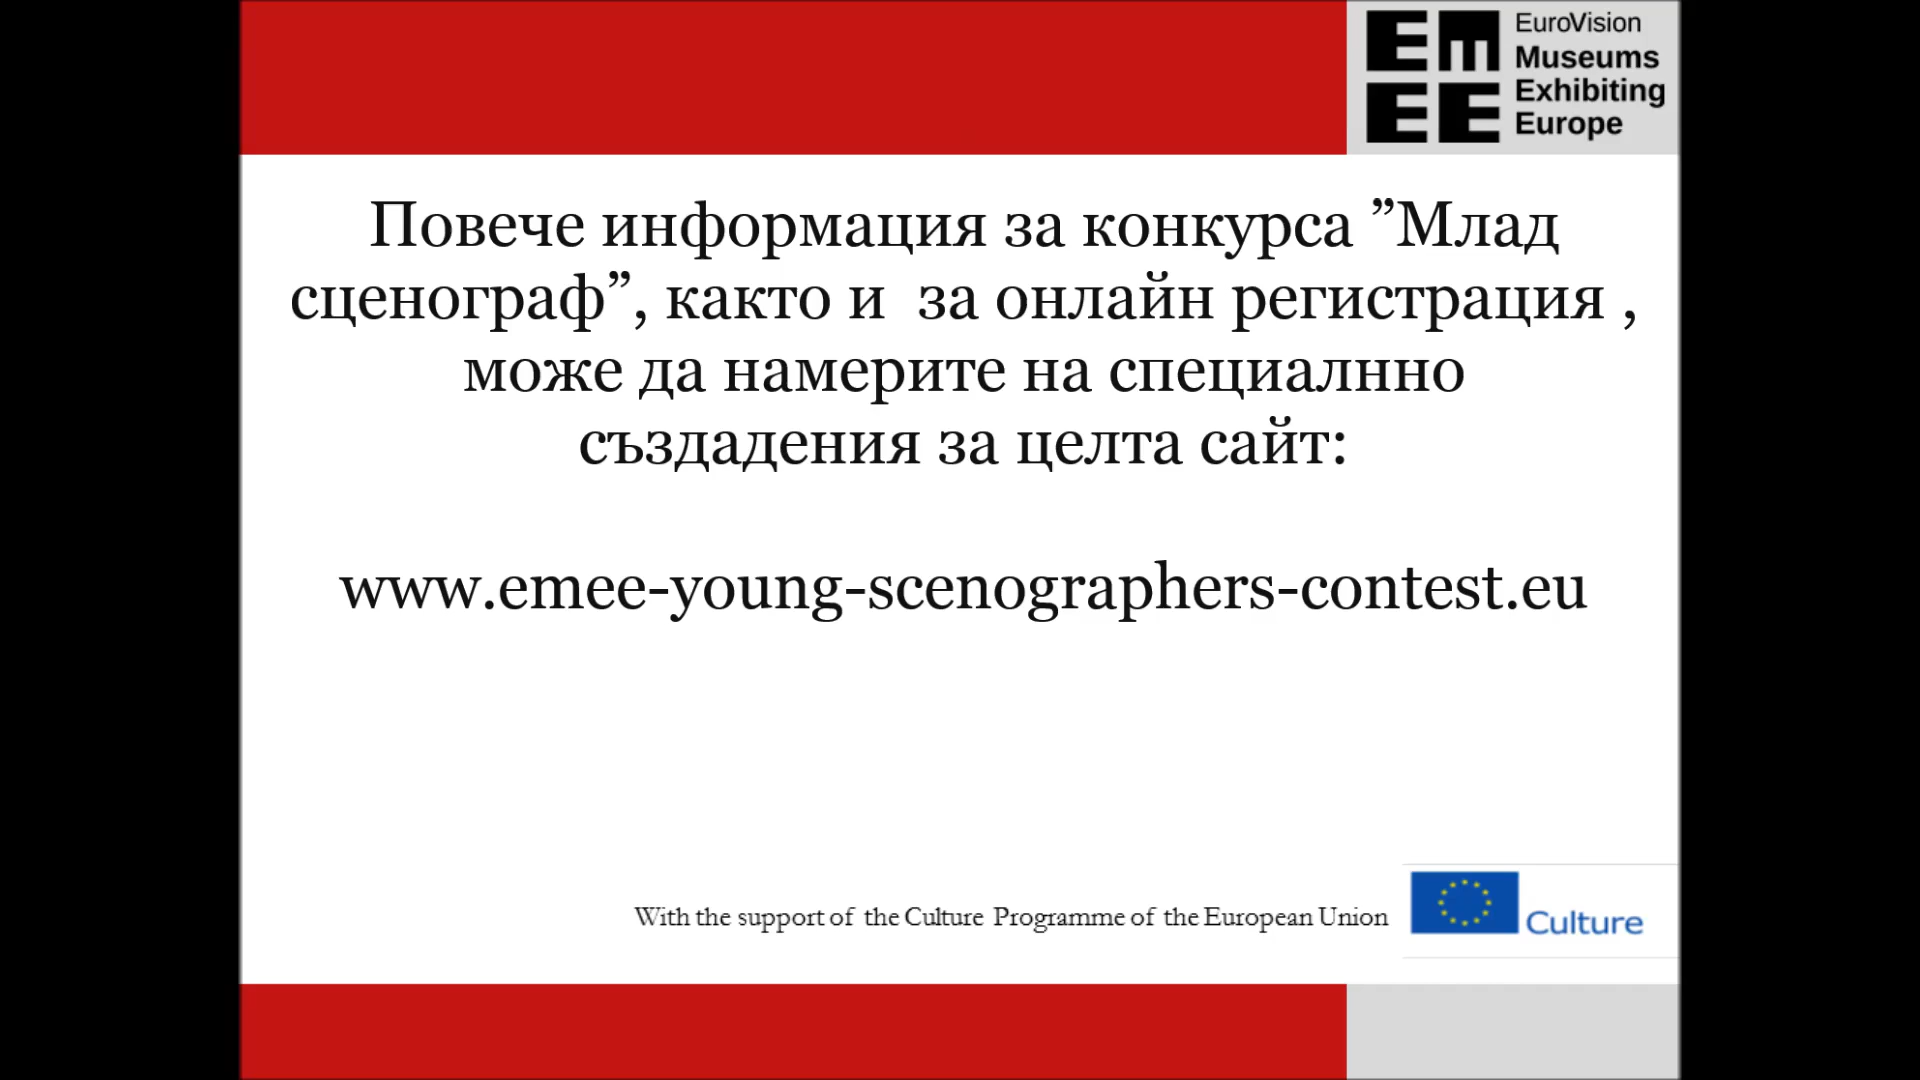 EmEE
EuroVision
Museums
Exhibiting
Europe
Повече информация за конкурса ”Млад
сценограф”, както и  за онлайн регистрация ,
може да намерите на специалнно
създадения за целта сайт:
www.emee-young-scenographers-contest.eu
With the support of the Culture Programme of the European Union
Culture